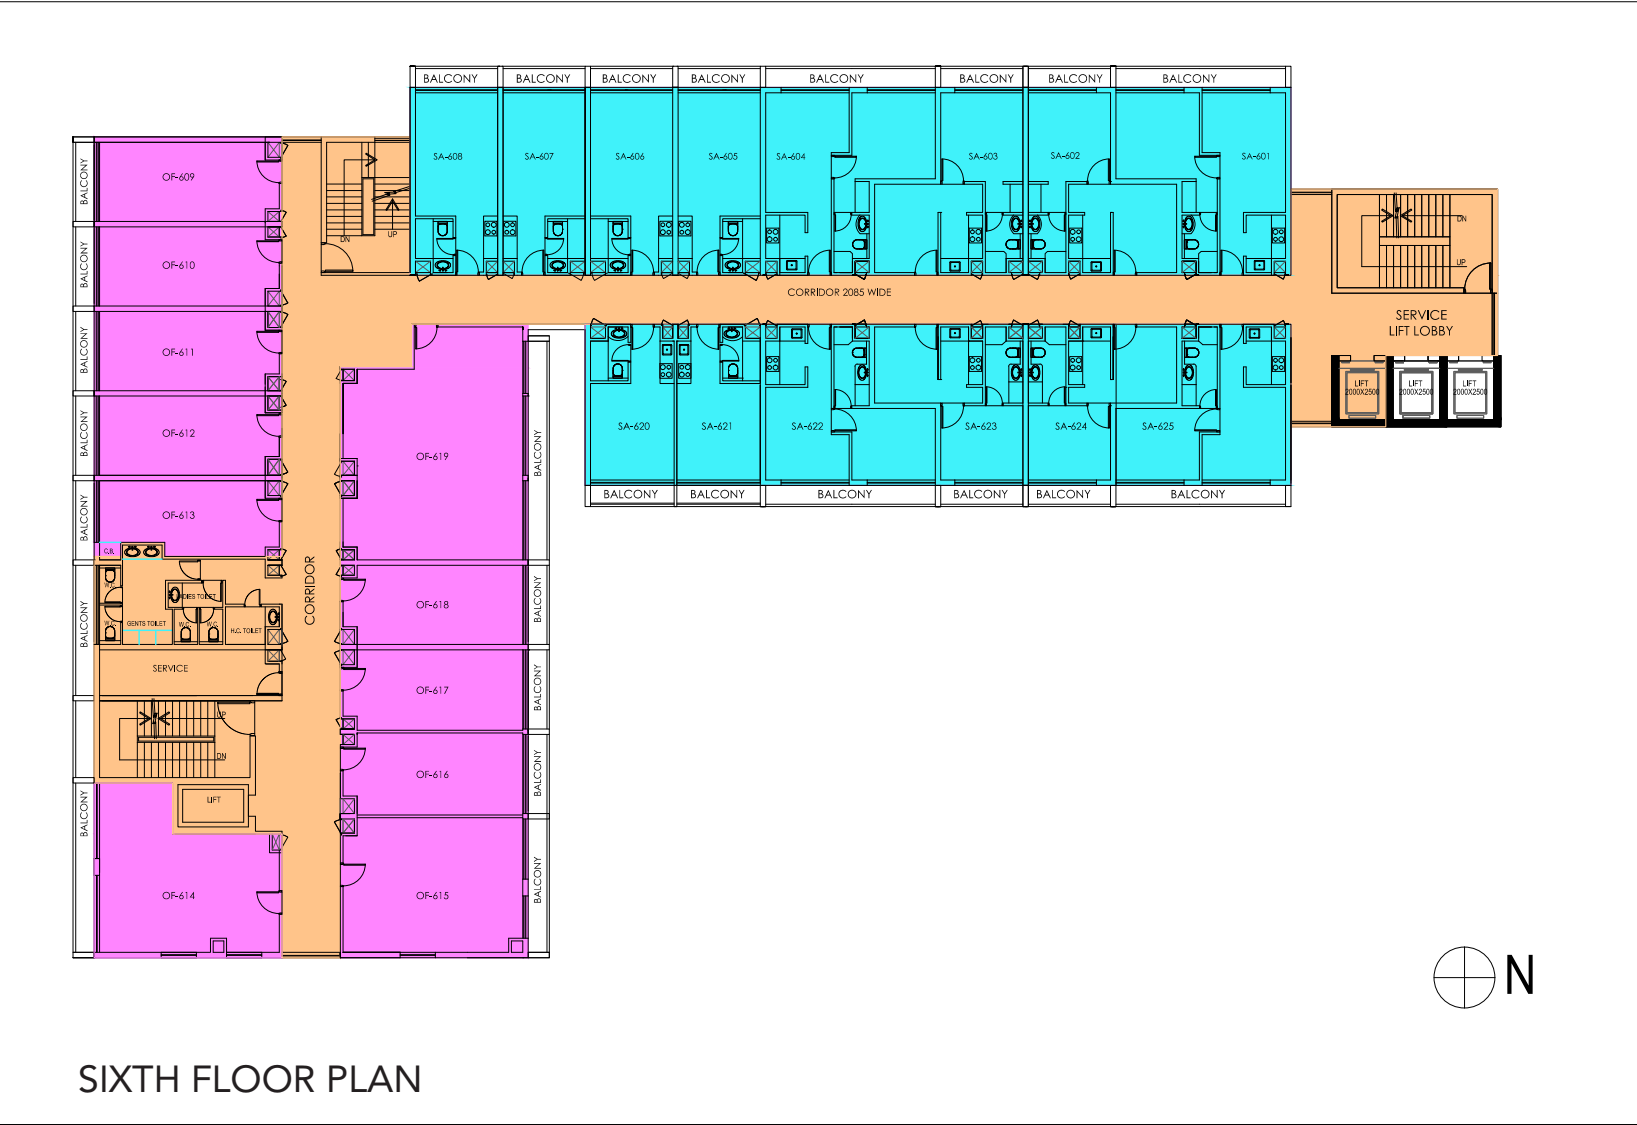 BALCONY BALCONY BALCONY BALCONY BALCONY BALCONY BALCONY BALCONY
SA-608 SA-607 SA-606 SA-605 SA-604 SA-603 SA-602 SA-601
DN UP
DN
UP
CORRIDOR 2085 WIDE
SERVICE
LIFT LOBBY
LIFT
2000X2500
LIFT
2000X2500
LIFT
2000X2500
SA-620 SA-621 SA-622 SA-623 SA-624 SA-625
BALCONY BALCONY BALCONY BALCONY BALCONY BALCONY
BALCONY
OF-609
BALCONY
OF-610
BALCONY
OF-611
BALCONY
OF-612
BALCONY
OF-613
C.B.
BALCONY
W.C.
W.C.
GENTS TOILET
LADIES TOILET
W.C.
W.C.
H.C. TOILET
SERVICE
UP
DN
LIFT
BALCONY
OF-614
CORRIDOR
OF-619
BALCONY
OF-618
BALCONY
OF-617
BALCONY
OF-616
BALCONY
OF-615
BALCONY
N
SIXTH FLOOR PLAN